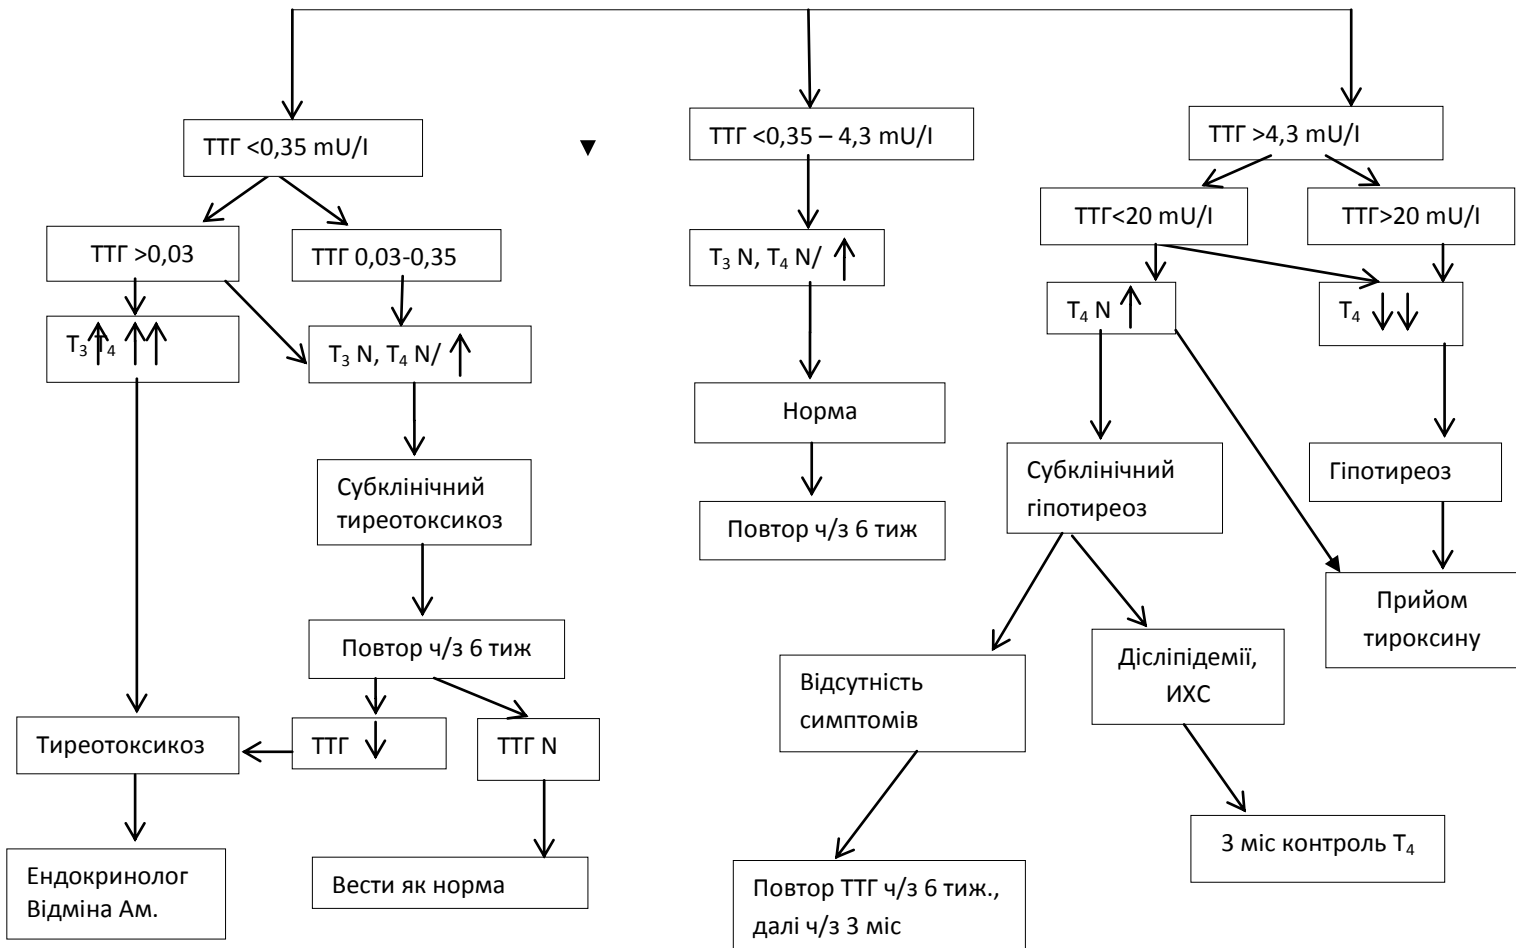 ТТГ <0,35 mU/l
▼
ТТГ <0,35 – 4,3 mU/l
ТТГ >4,3 mU/l
ТТГ<20 mU/l
ТТГ>20 mU/l
ТТГ >0,03
ТТГ 0,03-0,35
T₃ N, T₄ N/ ↑
T₄ N ↑
T₄ ↓↓
T₃ ↑ T₄ ↑↑
T₃ N, T₄ N/ ↑
Норма
Субклінічний
гіпотиреоз
Гіпотиреоз
Субклінічний
тиреотоксикоз
Повтор ч/з 6 тиж
Прийом
тироксину
Повтор ч/з 6 тиж
Відсутність
симптомів
Дісліпідемії,
ИХС
Тиреотоксикоз
ТТГ ↓
ТТГ N
3 міс контроль T₄
Ендокринолог
Відміна Ам.
Вести як норма
Повтор ТТГ ч/з 6 тиж.,
далі ч/з 3 міс